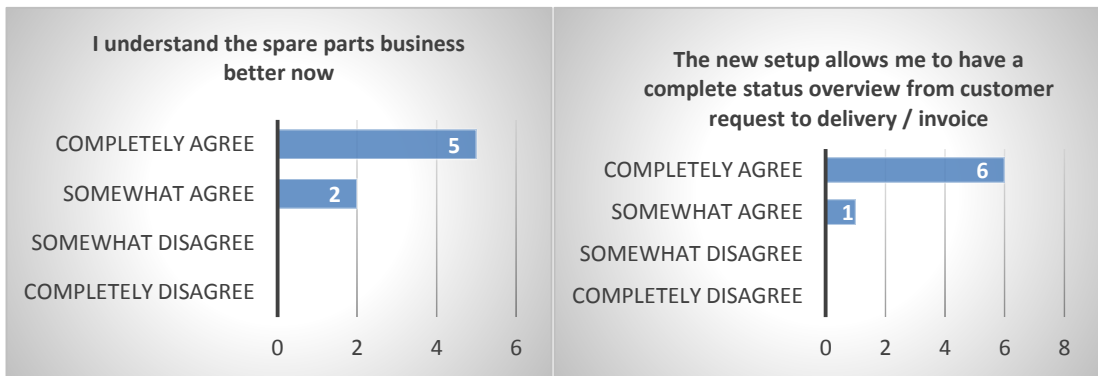 I understand the spare parts business
better now
COMPLETELY AGREE
5
SOMEWHAT AGREE
2
SOMEWHAT DISAGREE
COMPLETELY DISAGREE
0 2 4 6
The new setup allows me to have a
complete status overview from customer
request to delivery / invoice
COMPLETELY AGREE
6
SOMEWHAT AGREE
1
SOMEWHAT DISAGREE
COMPLETELY DISAGREE
0 2 4 6 8